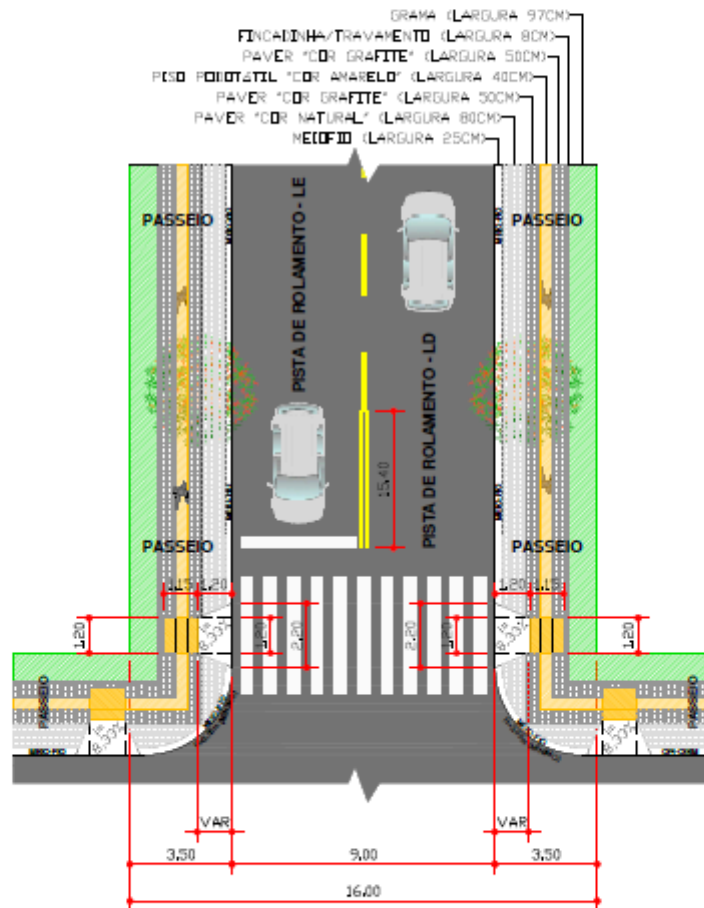 GRAMA (LARGURA 97CM)
FINCADINHA/TRAVAMENTO (LARGURA 8CM)
PAVER "COR GRAFITE" (LARGURA 50CM)
PISO PODOTÁTIL "COR AMARELO" (LARGURA 40CM)
PAVER "COR GRAFITE" (LARGURA 50CM)
PAVER "COR NATURAL" (LARGURA 80CM)
MEIOFIO (LARGURA 25CM)
PASSEIO
PASSEIO
PISTA DE ROLAMENTO - LE
PISTA DE ROLAMENTO - LD
15.40
PASSEIO
PASSEIO
1.15
1.20
1.20
1.15
1.20
i=
8.33%
1.20
2.20
2.20
1.20
i=
8.33%
1.20
PASSEIO
i=
8.33%
i=
8.33%
PASSEIO
MEIO-FIO
VAR
VAR
3.50
9.00
3.50
16.00